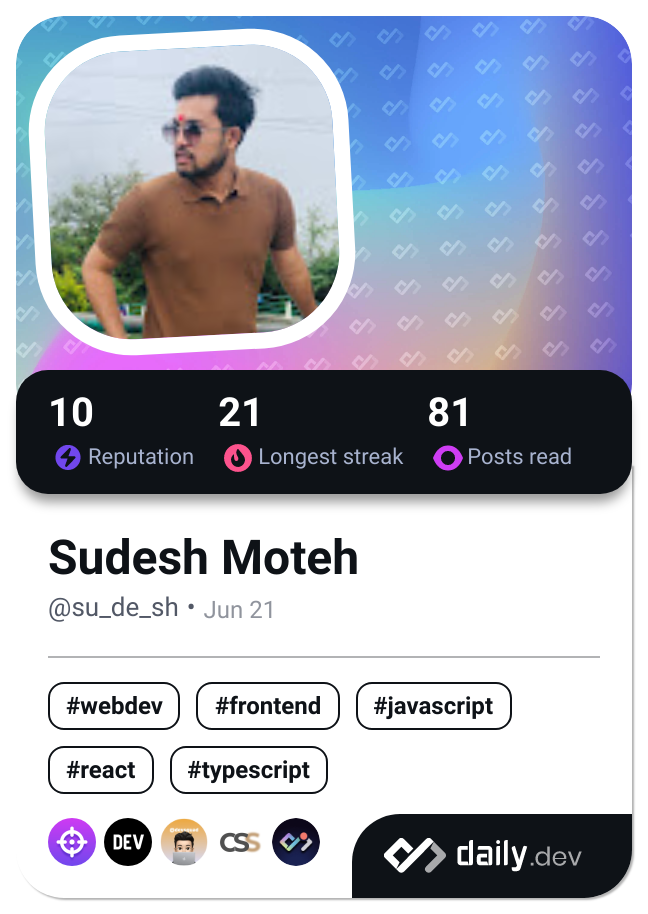 10 21 81
Reputation Longest streak Posts read
Sudesh Moteh
@su_de_sh • Jun 21
#webdev #frontend #javascript
#react #typescript
DEV CSS daily.dev